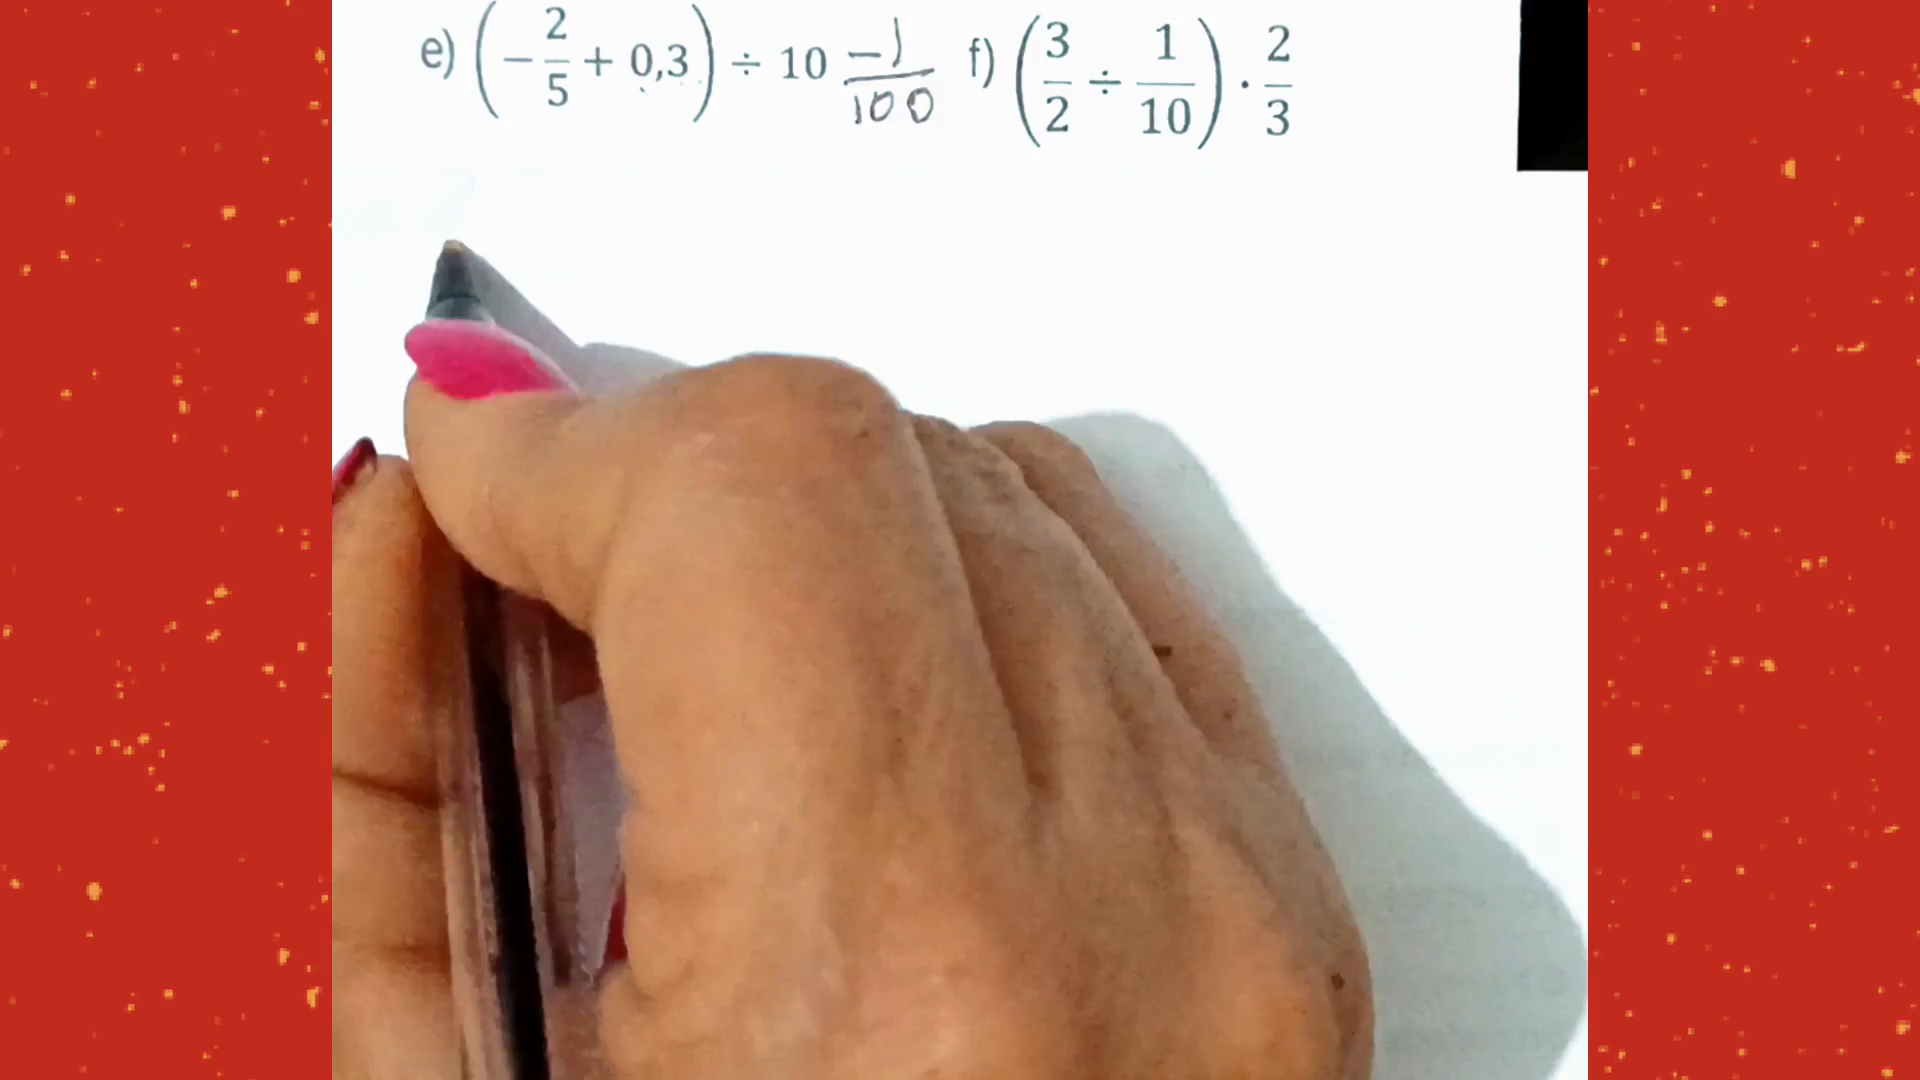 e) (−2/5 + 0,3) ÷ 10 −1/100 f) (3/2 ÷ 1/10) · 2/3